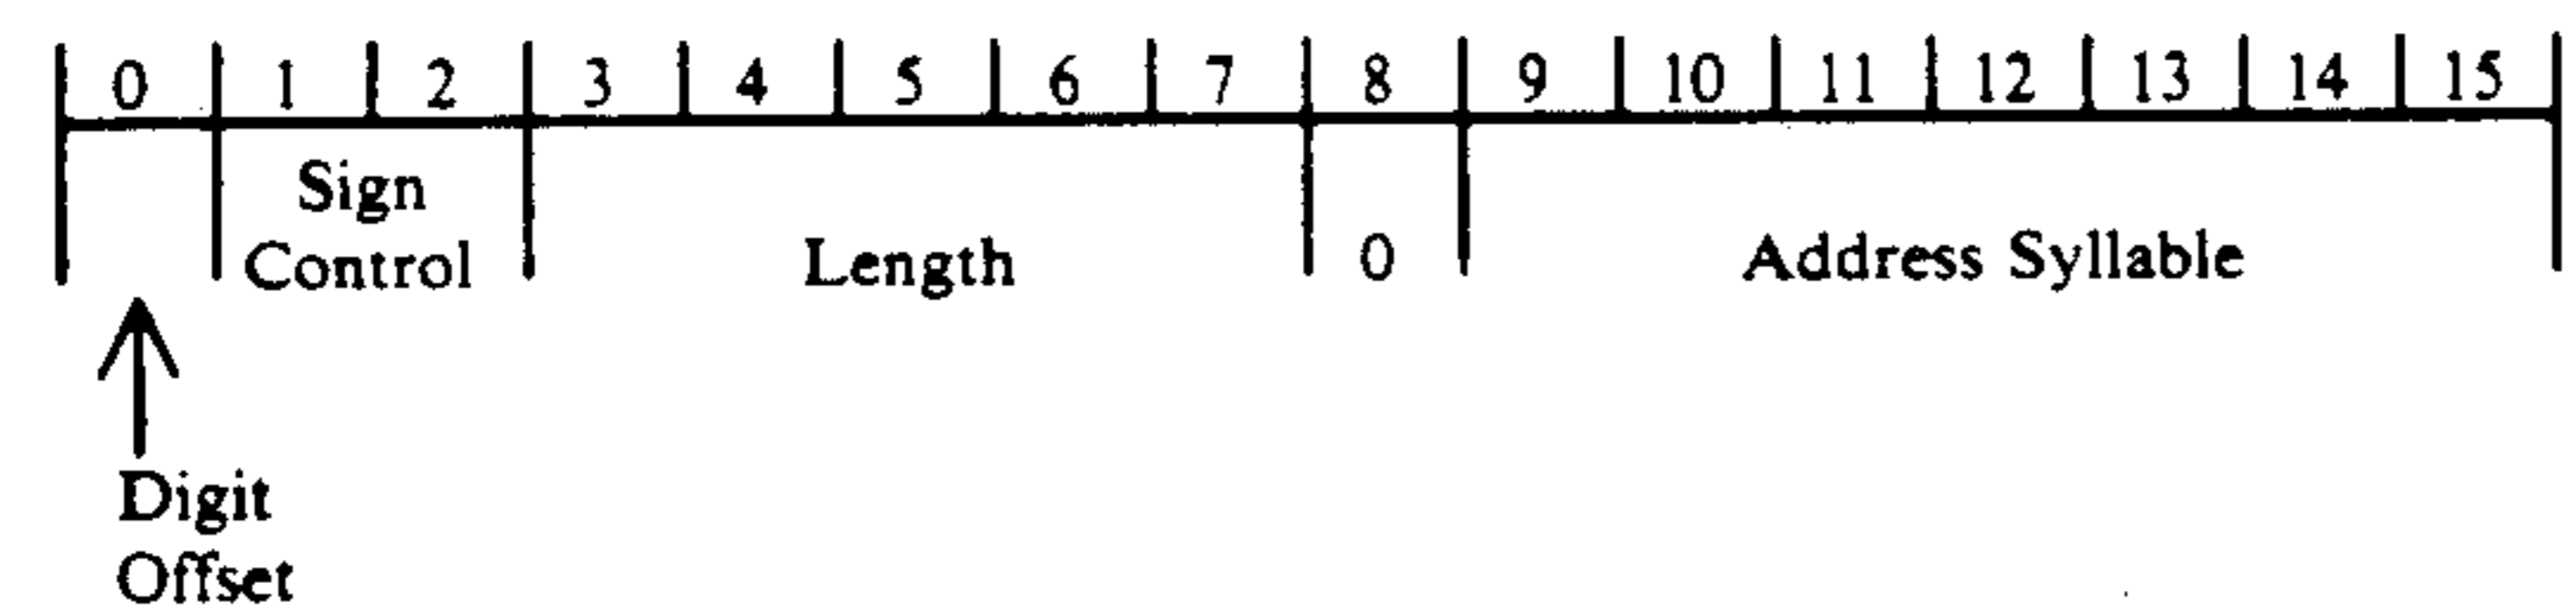 0 1 2 3 4 5 6 7 8 9 10 11 12 13 14 15
Sign
Control
Length
0
Address Syllable
Digit
Offset